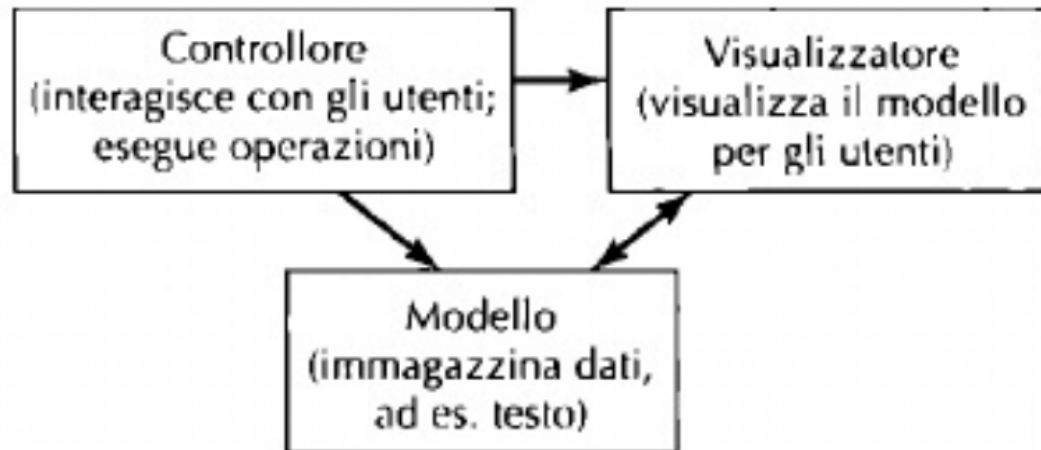 Controllore
(interagisce con gli utenti;
esegue operazioni)
Visualizzatore
(visualizza il modello
per gli utenti)
Modello
(immagazzina dati,
ad es. testo)